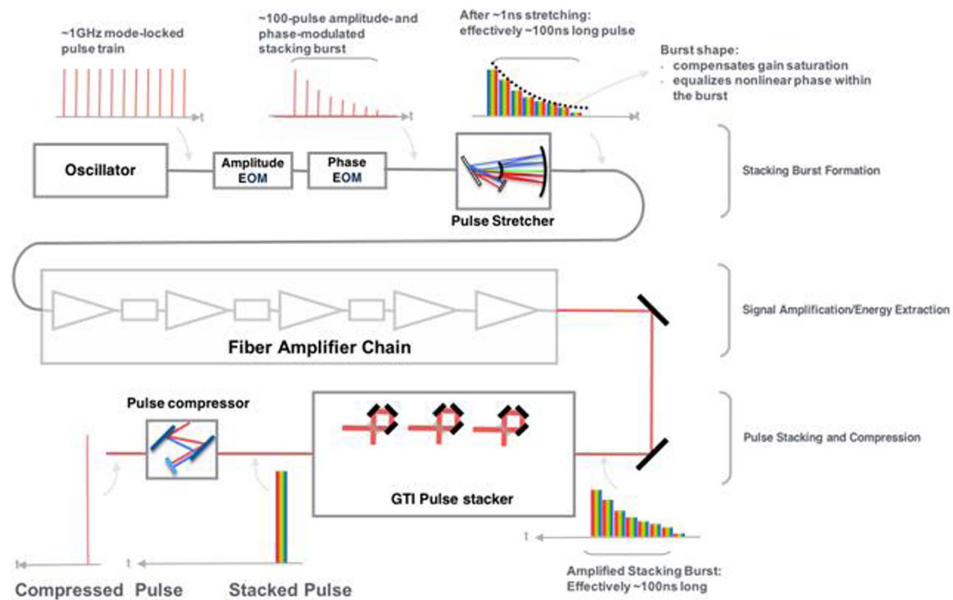 ~1GHz mode-locked
pulse train
~100-pulse amplitude- and
phase-modulated
stacking burst
After ~1ns stretching:
effectively ~100ns long pulse
Burst shape:
- compensates gain saturation
- equalizes nonlinear phase within
the burst
t
t
t
Oscillator
Amplitude
EOM
Phase
EOM
Pulse Stretcher
Stacking Burst Formation
Fiber Amplifier Chain
Signal Amplification/Energy Extraction
Pulse compressor
GTI Pulse stacker
Pulse Stacking and Compression
t
t
t
Compressed Pulse
Stacked Pulse
Amplified Stacking Burst:
Effectively ~100ns long